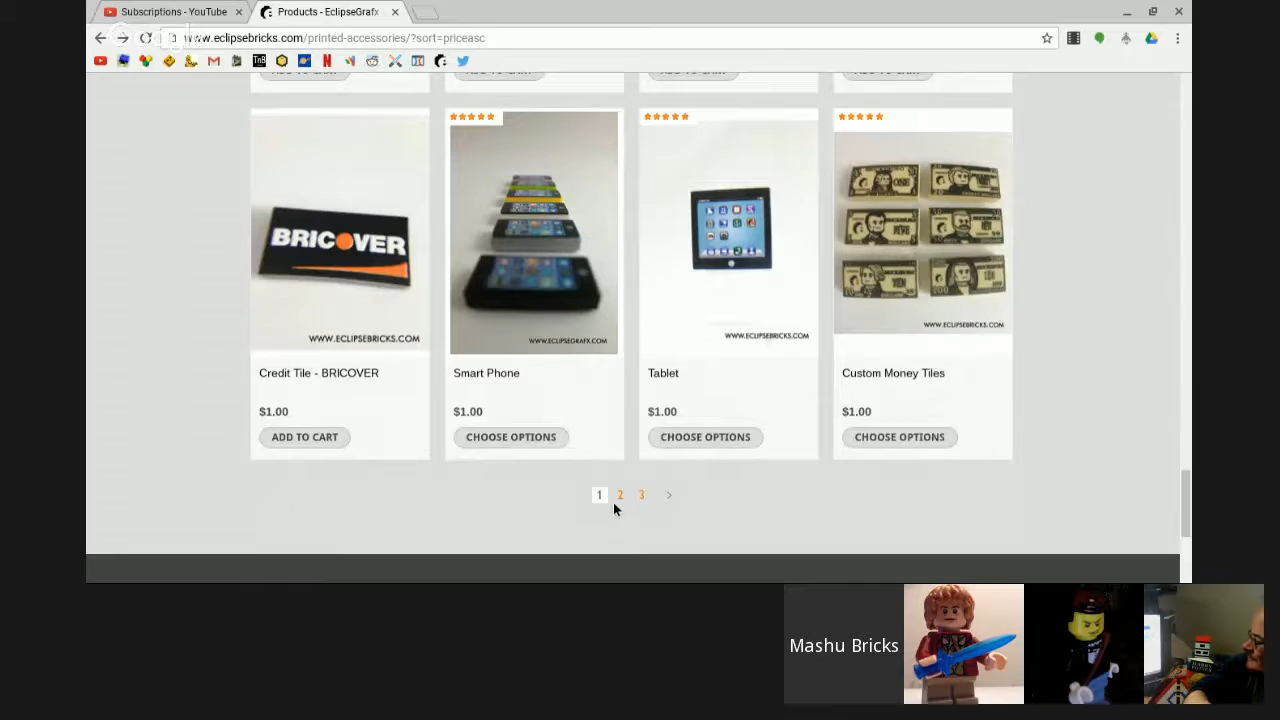 Subscriptions - YouTube
Products - EclipseGrafx
www.eclipsebricks.com/printed-accessories/?sort=priceasc
BRICOVER
WWW.ECLIPSEBRICKS.COM
WWW.ECLIPSEGRAFX.COM
WWW.ECLIPSEBRICKS.COM
WWW.ECLIPSEBRICKS.COM
Credit Tile - BRICOVER
Smart Phone
Tablet
Custom Money Tiles
$1.00
$1.00
$1.00
$1.00
ADD TO CART
CHOOSE OPTIONS
CHOOSE OPTIONS
CHOOSE OPTIONS
1 2 3 >
Mashu Bricks